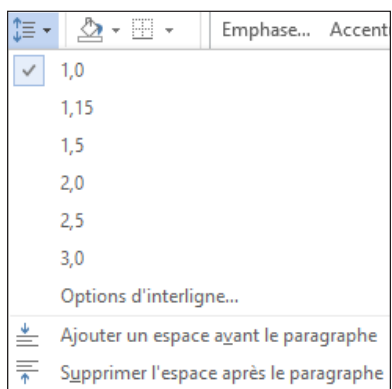 Emphase... Accent
1,0
1,15
1,5
2,0
2,5
3,0
Options d'interligne...
Ajouter un espace avant le paragraphe
Supprimer l'espace après le paragraphe